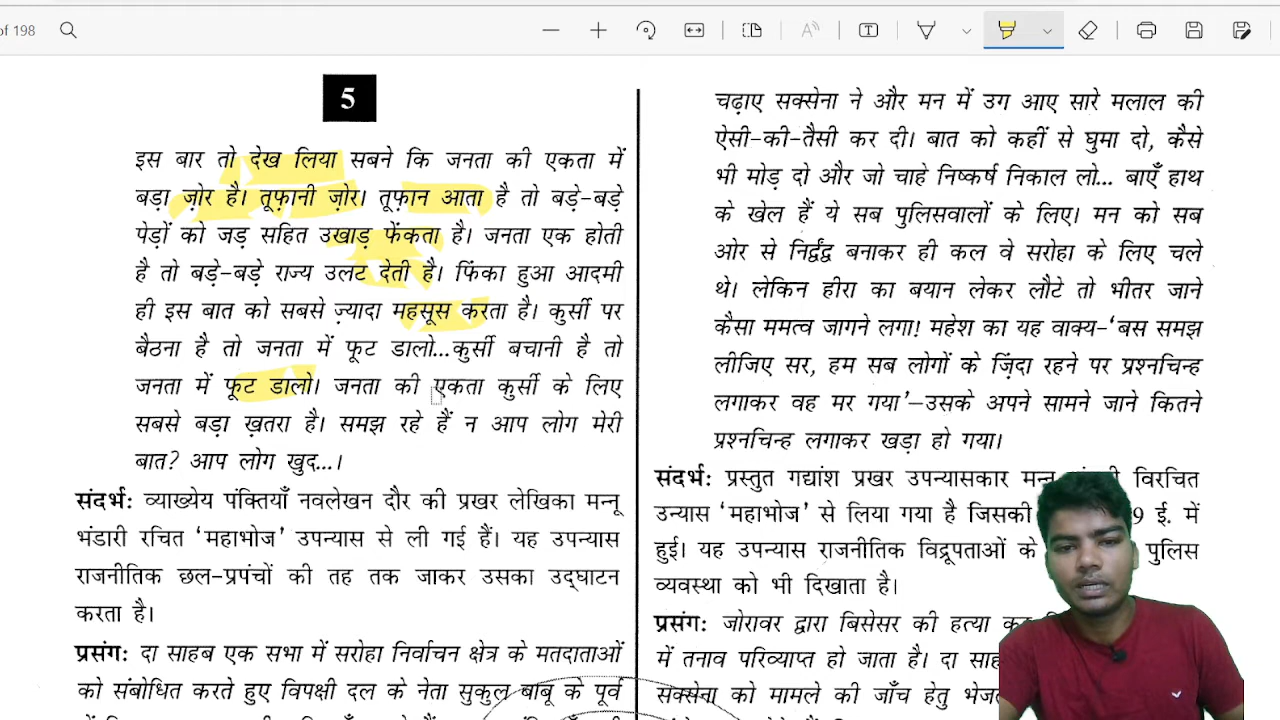 of 198
5
इस बार तो देख लिया सबने कि जनता की एकता में
बड़ा ज़ोर है। तूफ़ानी ज़ोर। तूफ़ान आता है तो बड़े-बड़े
पेड़ों को जड़ सहित उखाड़ फेंकता है। जनता एक होती
है तो बड़े-बड़े राज्य उलट देती है। फिंका हुआ आदमी
ही इस बात को सबसे ज़्यादा महसूस करता है। कुर्सी पर
बैठना है तो जनता में फूट डालो...कुर्सी बचानी है तो
जनता में फूट डालो। जनता की एकता कुर्सी के लिए
सबसे बड़ा ख़तरा है। समझ रहे हैं न आप लोग मेरी
बात? आप लोग खुद...।
संदर्भ: व्याख्येय पंक्तियाँ नवलेखन दौर की प्रखर लेखिका मन्नू
भंडारी रचित ‘महाभोज’ उपन्यास से ली गई हैं। यह उपन्यास
राजनीतिक छल-प्रपंचों की तह तक जाकर उसका उद्घाटन
करता है।
प्रसंग: दा साहब एक सभा में सरोहा निर्वाचन क्षेत्र के मतदाताओं
को संबोधित करते हुए विपक्षी दल के नेता सुकुल बाबू के पूर्व
चढ़ाए सक्सेना ने और मन में उग आए सारे मलाल की
ऐसी-की-तैसी कर दी। बात को कहीं से घुमा दो, कैसे
भी मोड़ दो और जो चाहे निष्कर्ष निकाल लो... बाएँ हाथ
के खेल हैं ये सब पुलिसवालों के लिए। मन को सब
ओर से निर्द्वंद्व बनाकर ही कल वे सरोहा के लिए चले
थे। लेकिन हीरा का बयान लेकर लौटे तो भीतर जाने
कैसा ममत्व जागने लगा! महेश का यह वाक्य-‘बस समझ
लीजिए सर, हम सब लोगों के ज़िंदा रहने पर प्रश्नचिन्ह
लगाकर वह मर गया’–उसके अपने सामने जाने कितने
प्रश्नचिन्ह लगाकर खड़ा हो गया।
संदर्भ: प्रस्तुत गद्यांश प्रखर उपन्यासकार मन्नू विरचित
उन्यास ‘महाभोज’ से लिया गया है जिसकी 9 ई. में
हुई। यह उपन्यास राजनीतिक विद्रूपताओं के पुलिस
व्यवस्था को भी दिखाता है।
प्रसंग: जोरावर द्वारा बिसेसर की हत्या
में तनाव परिव्याप्त हो जाता है। दा
सक्सेना को मामले की जाँच हेतु